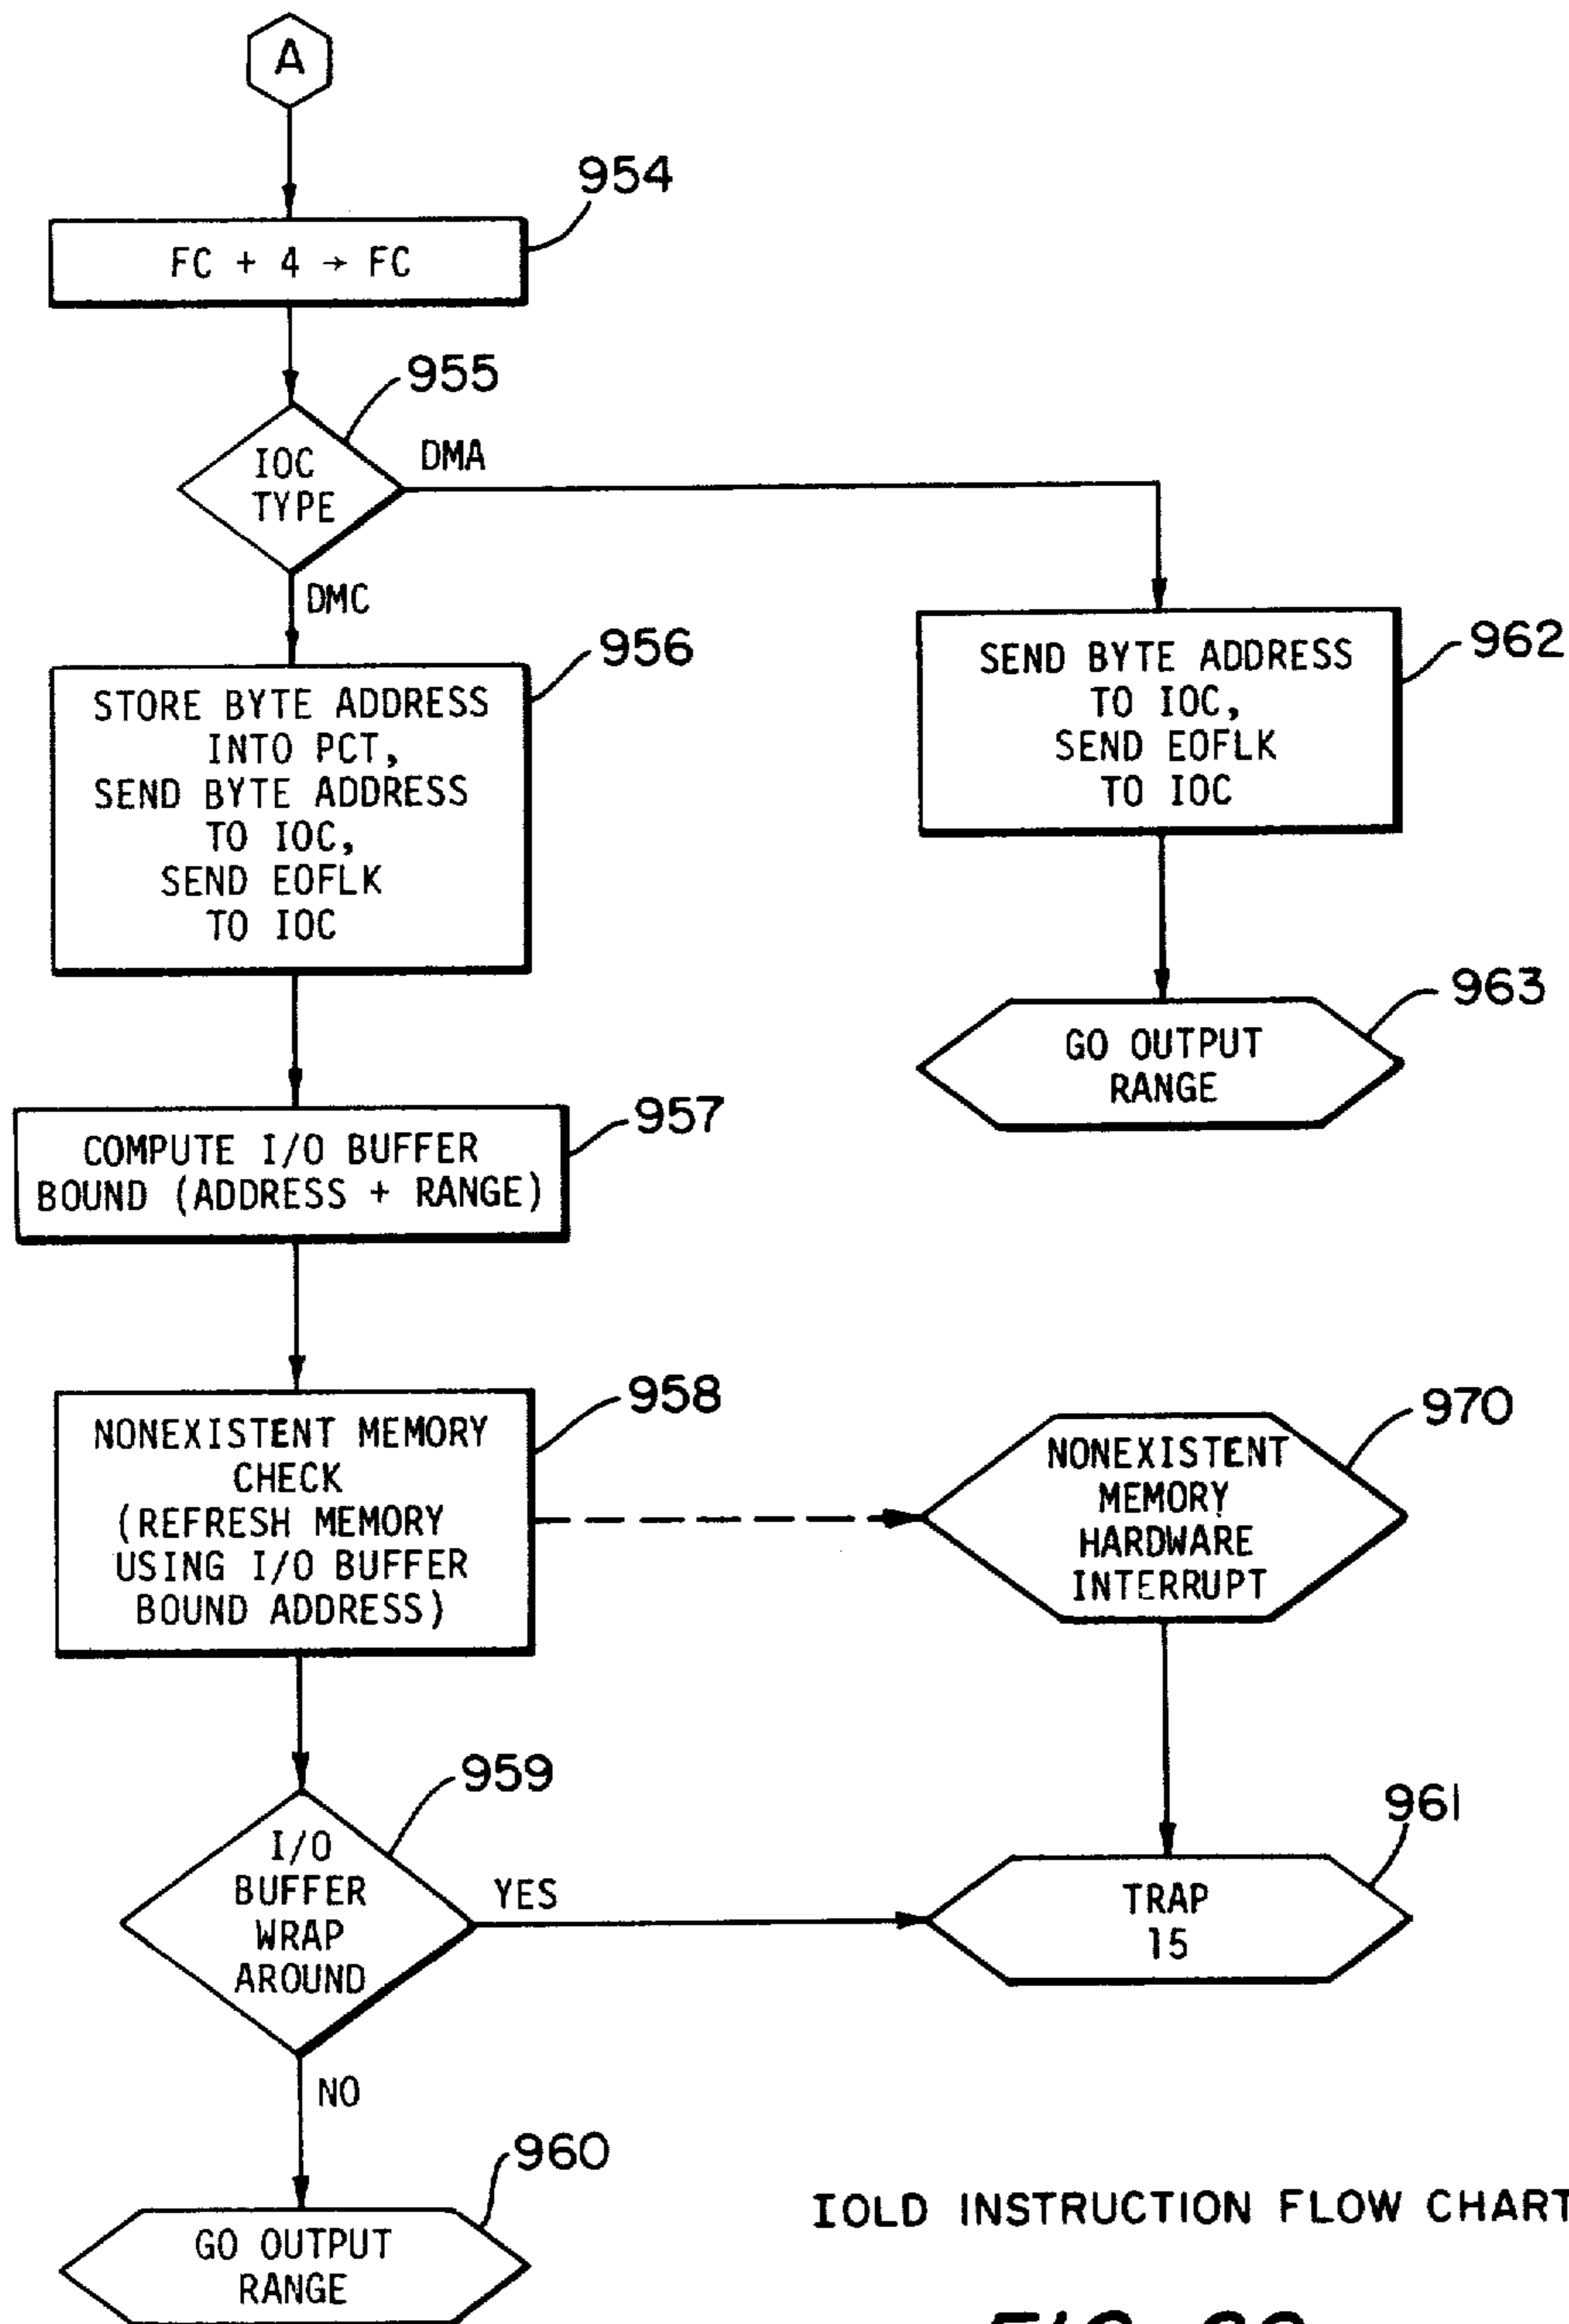 A
954
FC + 4 → FC
955
IOC
TYPE
DMA
DMC
956
STORE BYTE ADDRESS
INTO PCT,
SEND BYTE ADDRESS
TO IOC,
SEND EOFLK
TO IOC
962
SEND BYTE ADDRESS
TO IOC,
SEND EOFLK
TO IOC
963
GO OUTPUT
RANGE
957
COMPUTE I/O BUFFER
BOUND (ADDRESS + RANGE)
958
NONEXISTENT MEMORY
CHECK
(REFRESH MEMORY
USING I/O BUFFER
BOUND ADDRESS)
970
NONEXISTENT
MEMORY
HARDWARE
INTERRUPT
959
I/O
BUFFER
WRAP
AROUND
YES
961
TRAP
15
NO
960
GO OUTPUT
RANGE
IOLD INSTRUCTION FLOW CHART